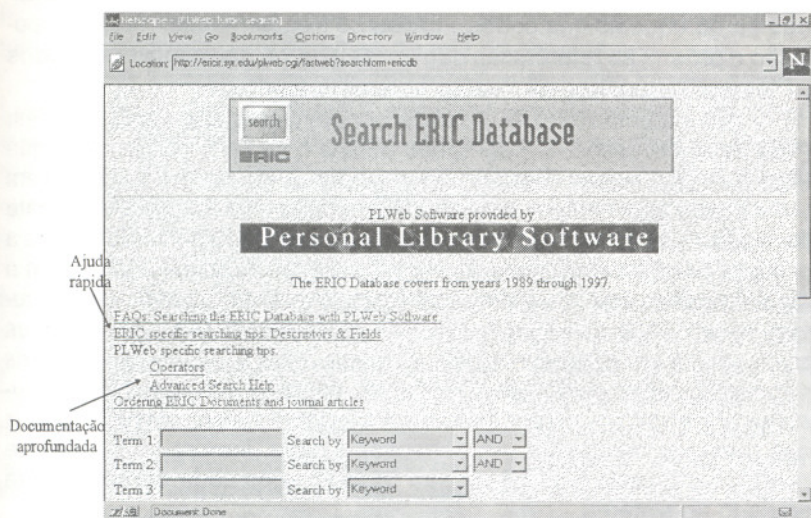 Netscape - [PLWeb Turbo Search]
File Edit View Go Bookmarks Options Directory Window Help
Location: http://ericir.syr.edu/plweb-cgi/fastweb?searchform+ericdb
N
search
ERIC
Search ERIC Database
PLWeb Software provided by
Personal Library Software
The ERIC Database covers from years 1989 through 1997.
Ajuda
rápida
FAQs: Searching the ERIC Database with PLWeb Software
ERIC specific searching tips: Descriptors & Fields
PLWeb specific searching tips:
Operators
Advanced Search Help
Ordering ERIC Documents and journal articles
Documentação
aprofundada
Term 1: Search by Keyword AND
Term 2: Search by Keyword AND
Term 3: Search by Keyword
Document: Done